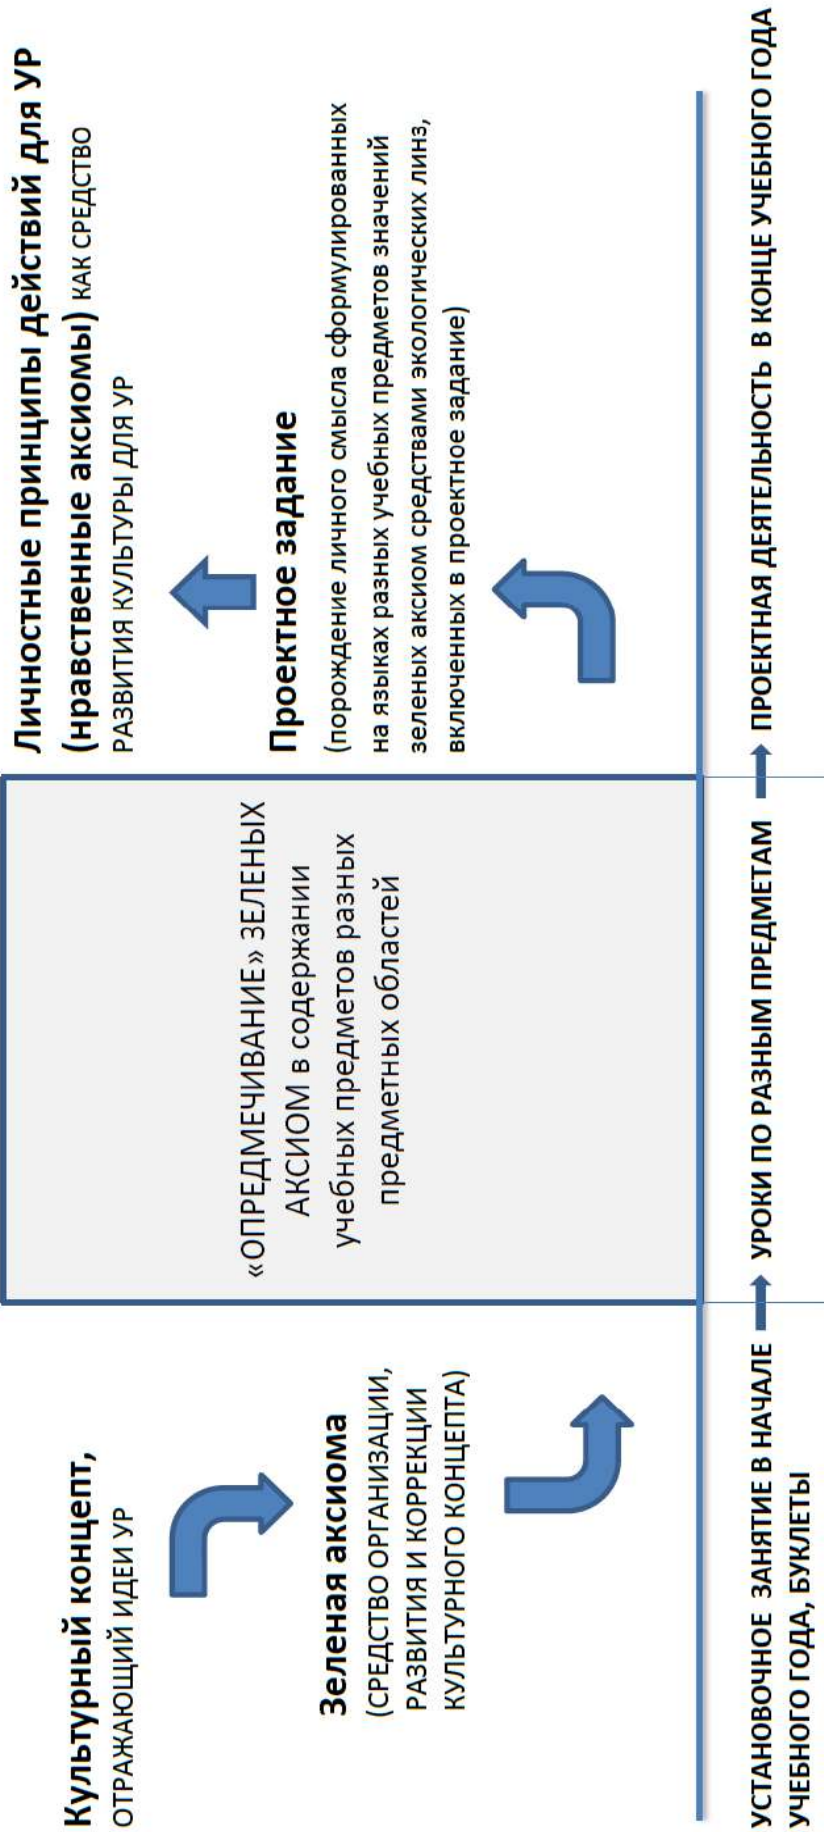 Культурный концепт,
ОТРАЖАЮЩИЙ ИДЕИ УР
Зеленая аксиома
(СРЕДСТВО ОРГАНИЗАЦИИ,
РАЗВИТИЯ И КОРРЕКЦИИ
КУЛЬТУРНОГО КОНЦЕПТА)
«ОПРЕДМЕЧИВАНИЕ» ЗЕЛЕНЫХ
АКСИОМ в содержании
учебных предметов разных
предметных областей
Личностные принципы действий для УР
(нравственные аксиомы) КАК СРЕДСТВО
РАЗВИТИЯ КУЛЬТУРЫ ДЛЯ УР
Проектное задание
(порождение личного смысла сформулированных
на языках разных учебных предметов значений
зеленых аксиом средствами экологических линз,
включенных в проектное задание)
УСТАНОВОЧНОЕ ЗАНЯТИЕ В НАЧАЛЕ
УЧЕБНОГО ГОДА, БУКЛЕТЫ
УРОКИ ПО РАЗНЫМ ПРЕДМЕТАМ
ПРОЕКТНАЯ ДЕЯТЕЛЬНОСТЬ В КОНЦЕ УЧЕБНОГО ГОДА